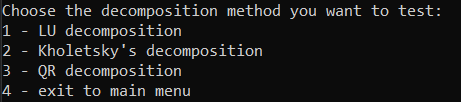 Choose the decomposition method you want to test:
1 - LU decomposition
2 - Kholetsky's decomposition
3 - QR decomposition
4 - exit to main menu